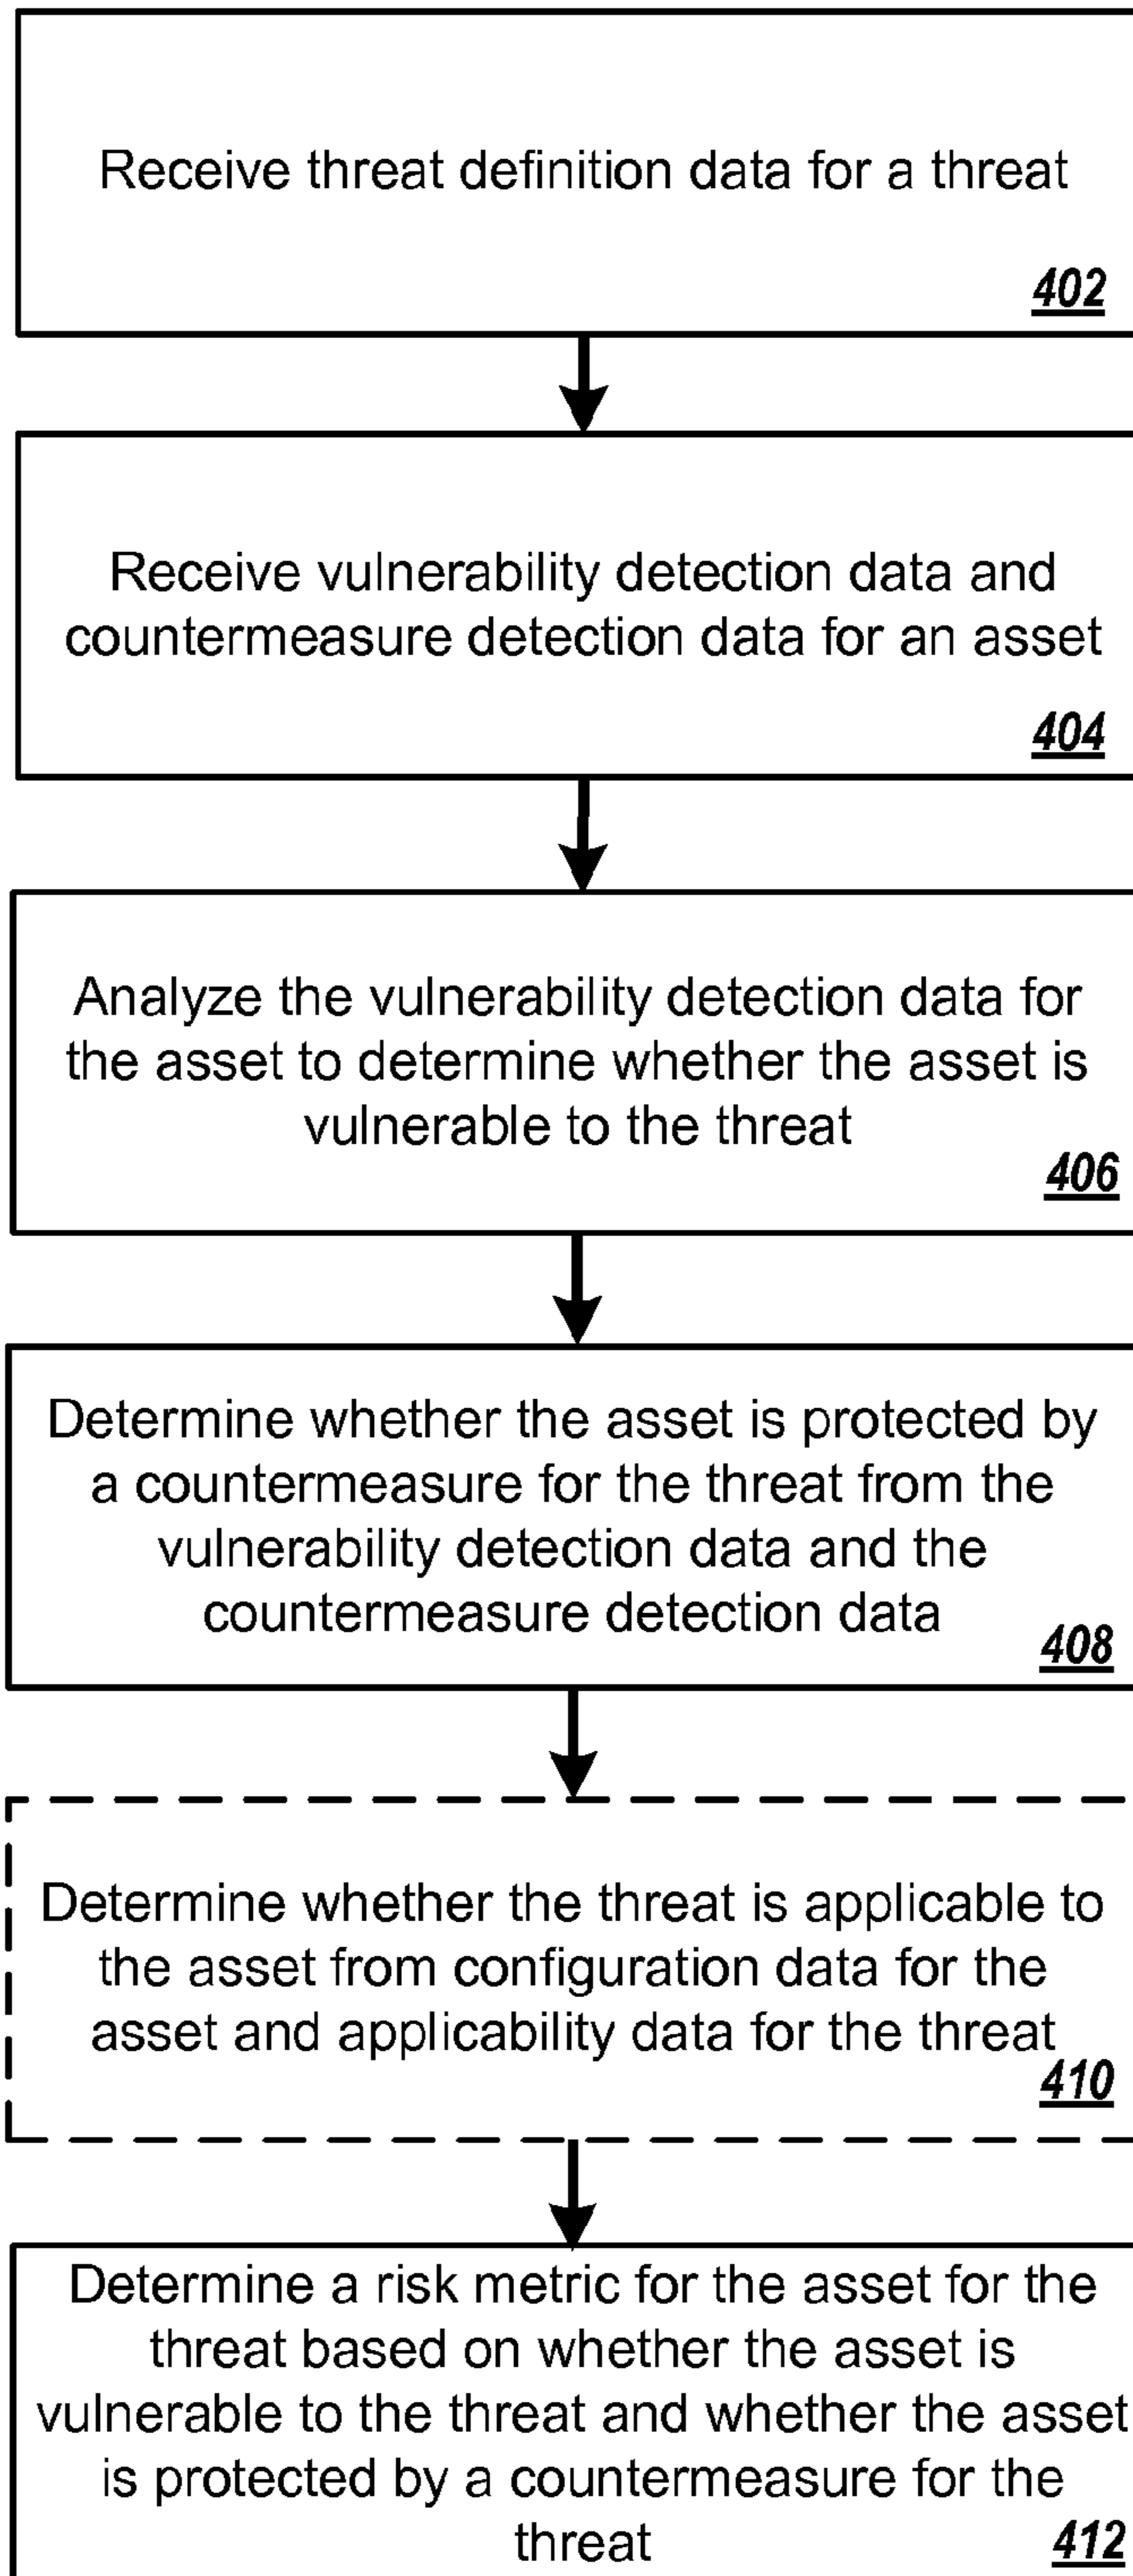 Receive threat definition data for a threat
402
Receive vulnerability detection data and
countermeasure detection data for an asset
404
Analyze the vulnerability detection data for
the asset to determine whether the asset is
vulnerable to the threat
406
Determine whether the asset is protected by
a countermeasure for the threat from the
vulnerability detection data and the
countermeasure detection data
408
Determine whether the threat is applicable to
the asset from configuration data for the
asset and applicability data for the threat
410
Determine a risk metric for the asset for the
threat based on whether the asset is
vulnerable to the threat and whether the asset
is protected by a countermeasure for the
threat
412